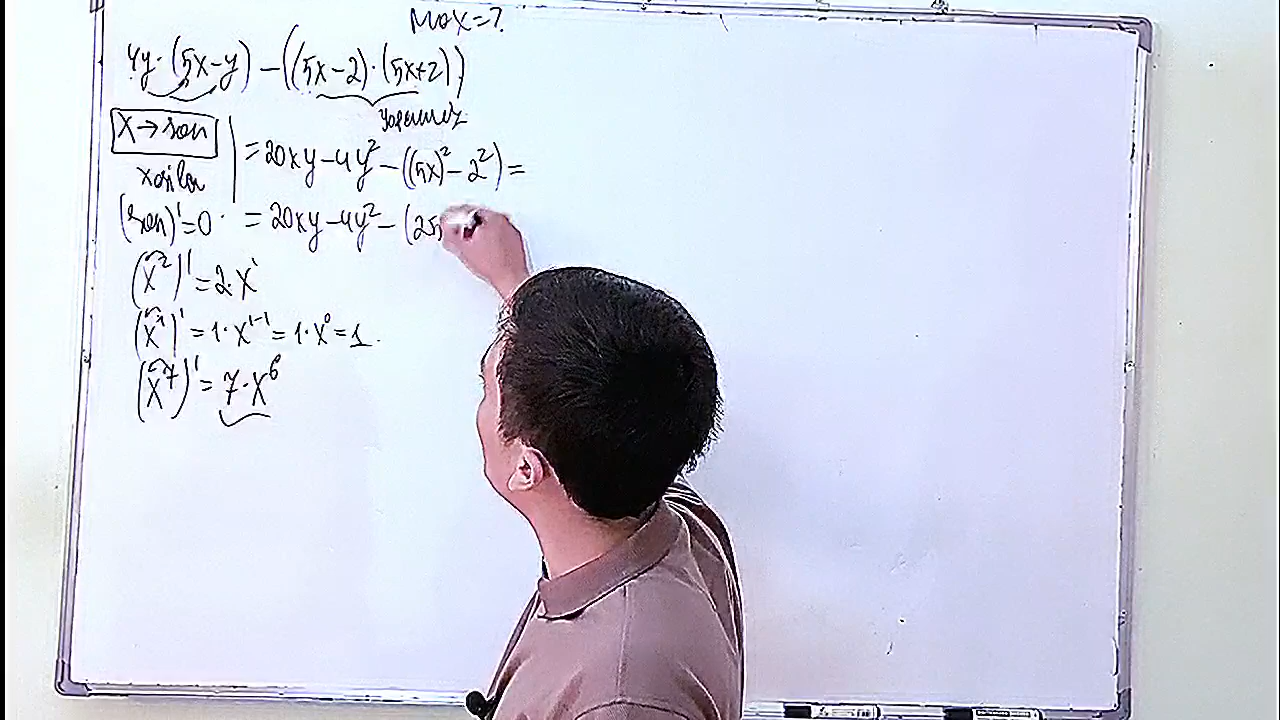 Max=?
4y·(5x-y)-((5x-2)·(5x+2))
x→son
xosila
=20xy-4y²-((5x)²-2²)=
(son)'=0 =20xy-4y²-(25
(x²)'=2·x¹
(x¹)'=1·x¹⁻¹=1·x⁰=1.
(x⁷)'=7·x⁶